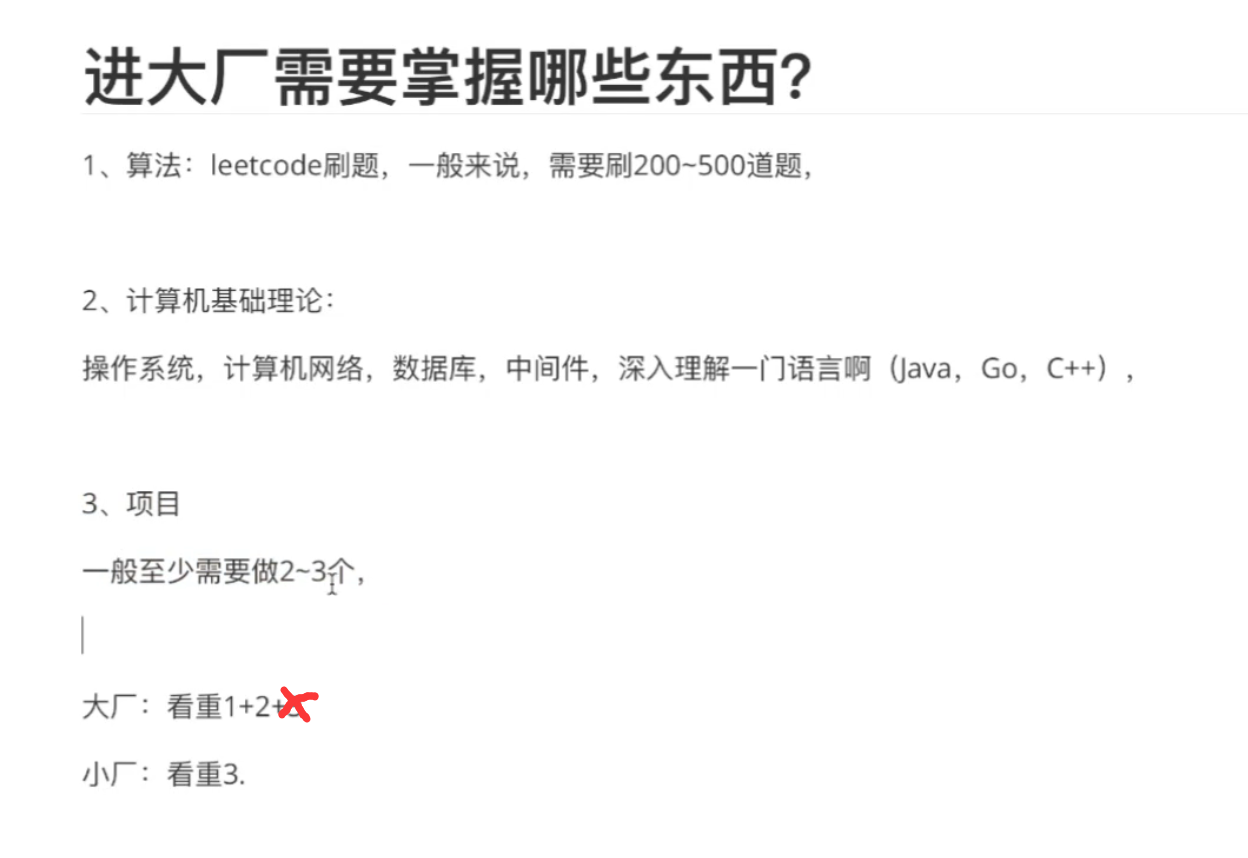 进大厂需要掌握哪些东西?
1、算法：leetcode刷题，一般来说，需要刷200~500道题，
2、计算机基础理论：
操作系统，计算机网络，数据库，中间件，深入理解一门语言啊（Java，Go，C++），
3、项目
一般至少需要做2~3个，
大厂：看重1+2+
小厂：看重3.